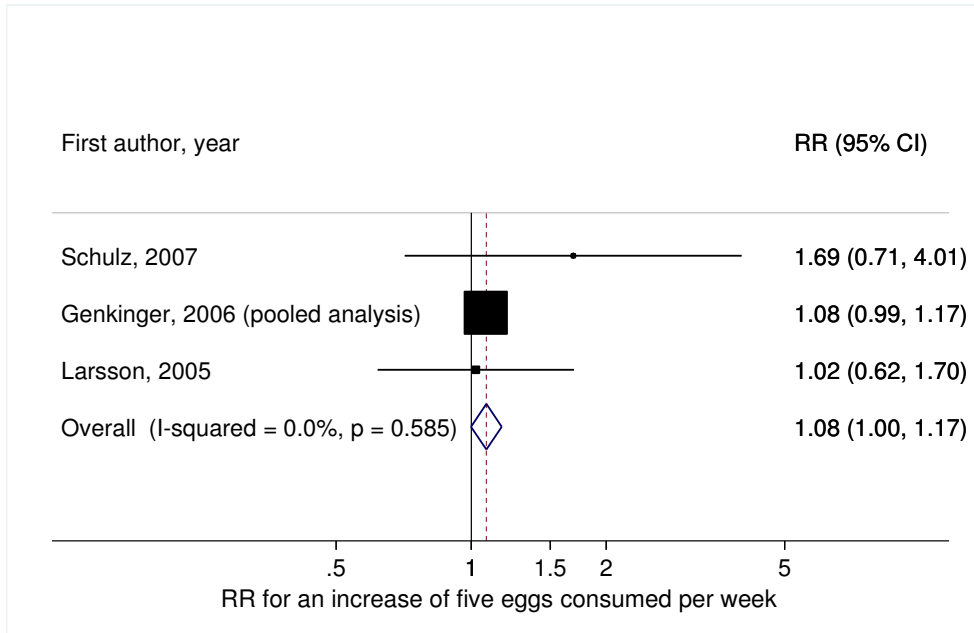 First author, year RR (95% CI)
Schulz, 2007 1.69 (0.71, 4.01)
Genkinger, 2006 (pooled analysis) 1.08 (0.99, 1.17)
Larsson, 2005 1.02 (0.62, 1.70)
Overall (I-squared = 0.0%, p = 0.585) 1.08 (1.00, 1.17)
.5 1 1.5 2 5
RR for an increase of five eggs consumed per week